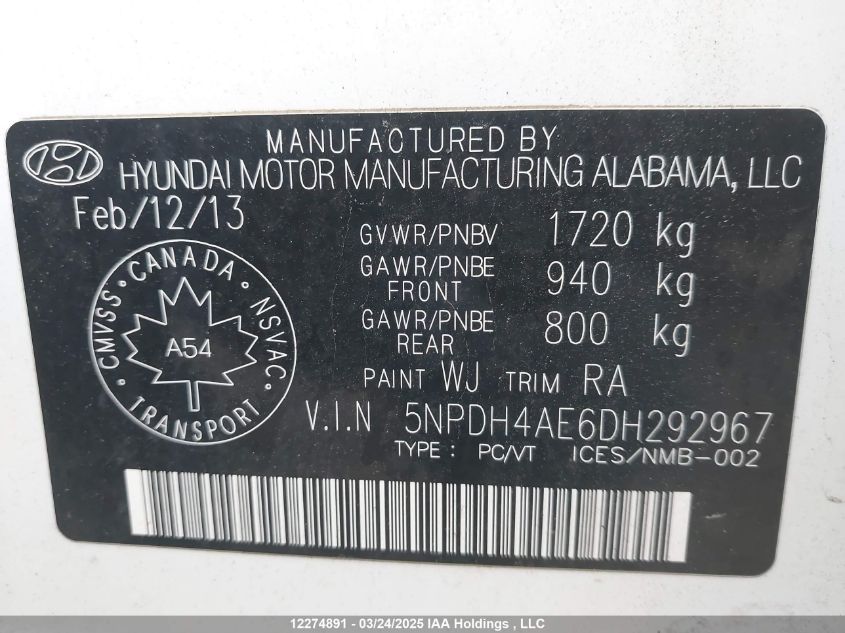 MANUFACTURED BY
HYUNDAI MOTOR MANUFACTURING ALABAMA, LLC
Feb/12/13
GVWR/PNBV 1720 kg
GAWR/PNBE FRONT 940 kg
GAWR/PNBE REAR 800 kg
PAINT WJ TRIM RA
V.I.N 5NPDH4AE6DH292967
TYPE : PC/VT ICES/NMB-002
CMVSS · CANADA · NSVAC · TRANSPORT ·
A54
12274891 - 03/24/2025 IAA Holdings , LLC